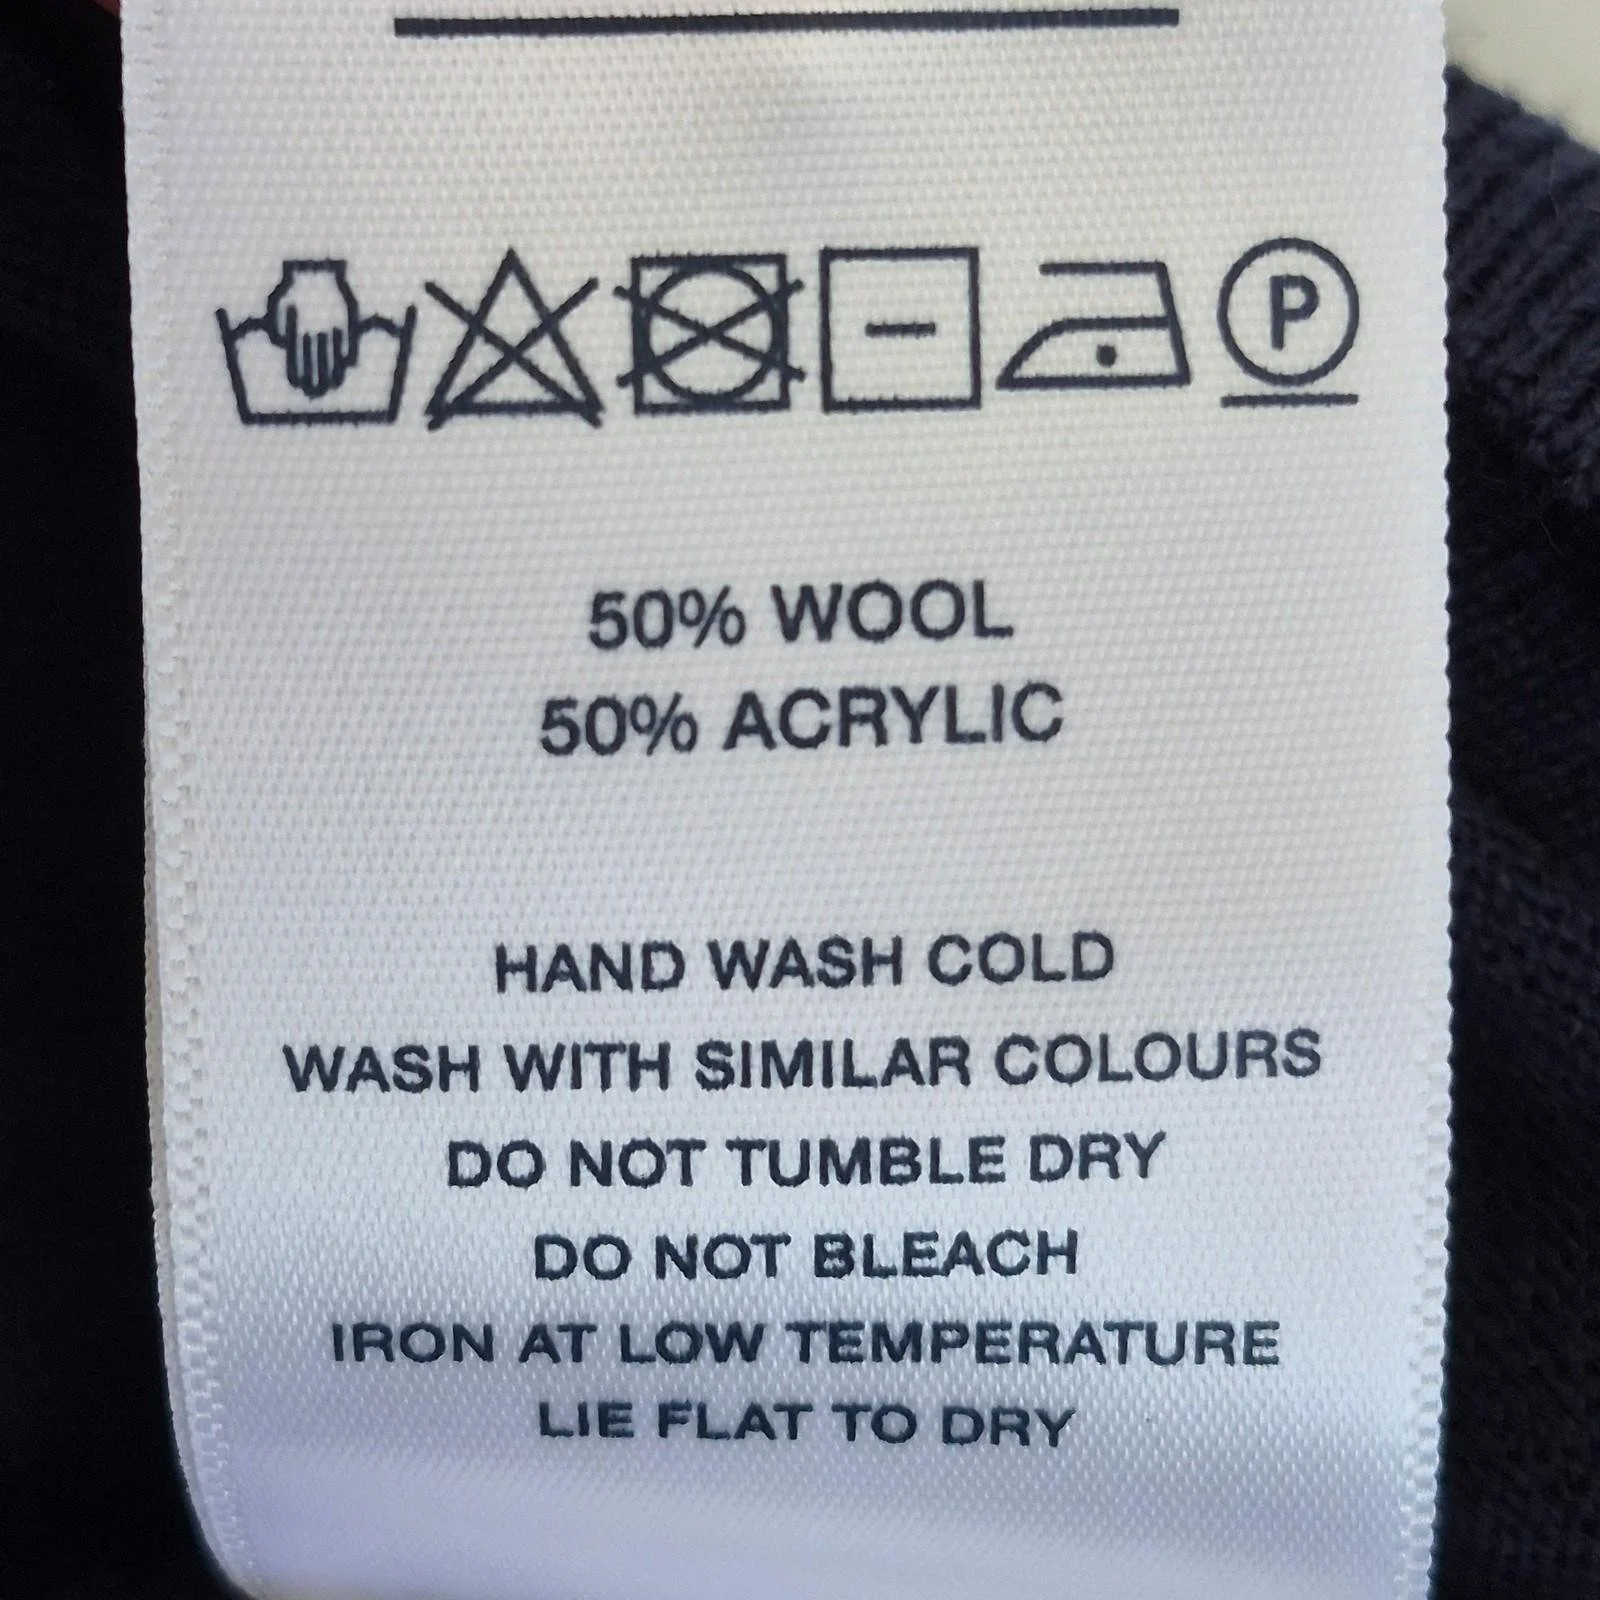 P
50% WOOL
50% ACRYLIC
HAND WASH COLD
WASH WITH SIMILAR COLOURS
DO NOT TUMBLE DRY
DO NOT BLEACH
IRON AT LOW TEMPERATURE
LIE FLAT TO DRY